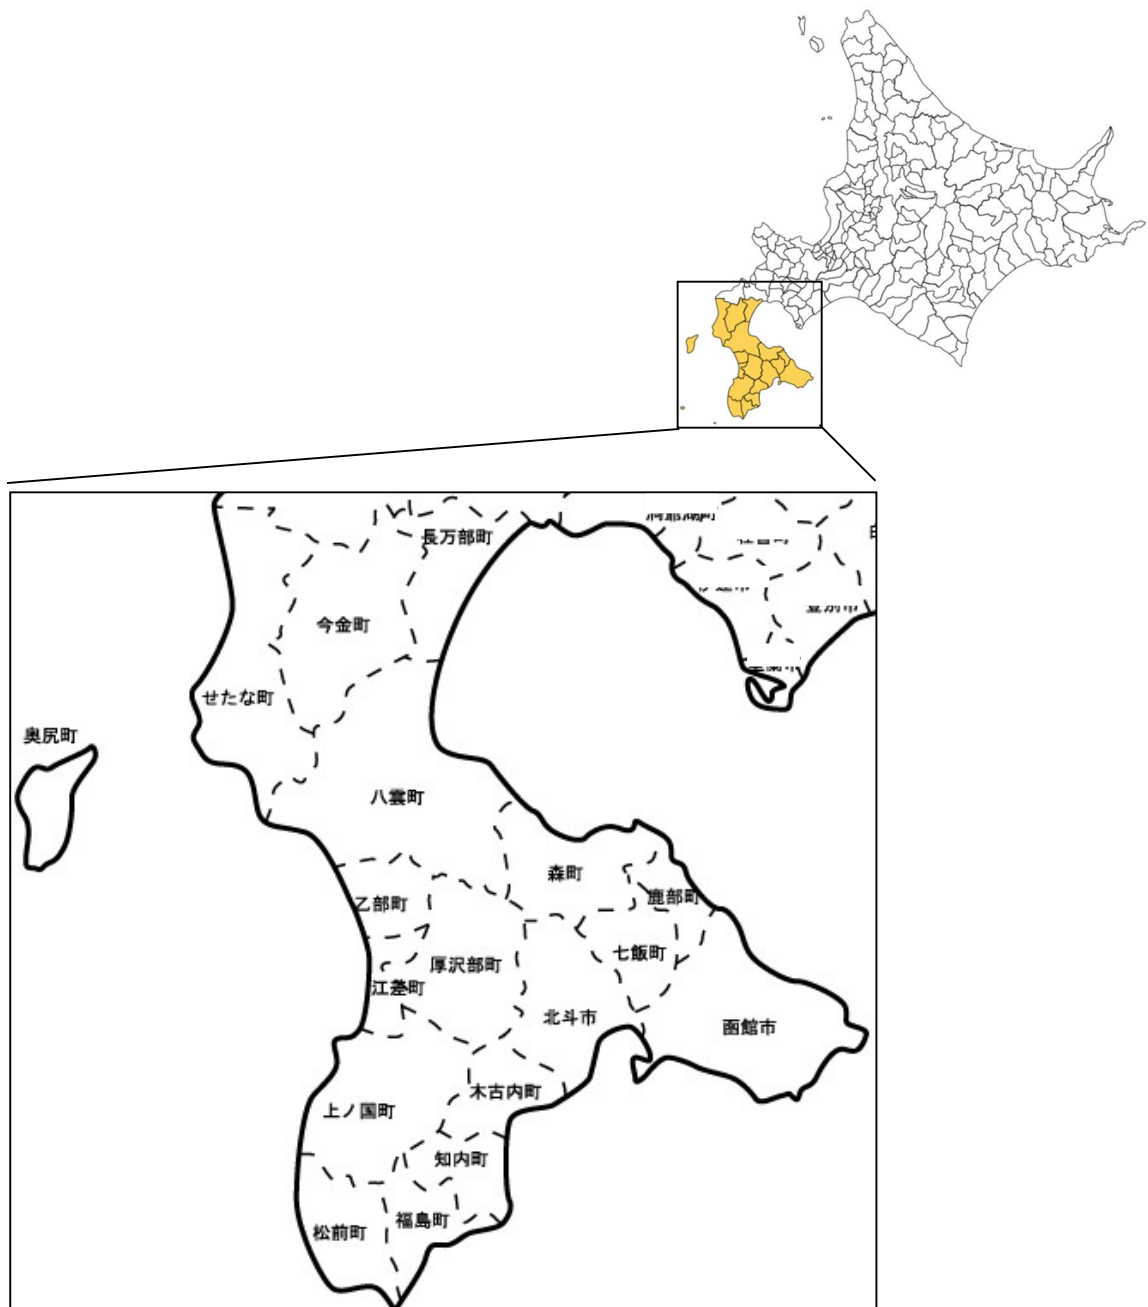 長万部町
今金町
せたな町
奥尻町
八雲町
森町
鹿部町
乙部町
七飯町
厚沢部町
江差町
北斗市
函館市
木古内町
上ノ国町
知内町
福島町
松前町